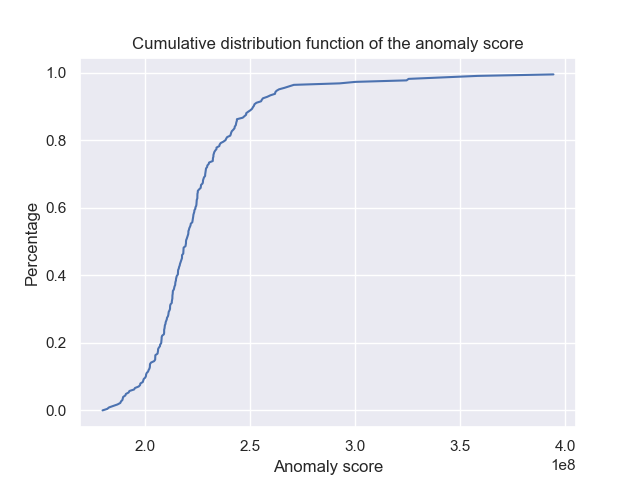 Cumulative distribution function of the anomaly score
1.0
0.8
0.6
0.4
0.2
0.0
Percentage
2.0 2.5 3.0 3.5 4.0
1e8
Anomaly score